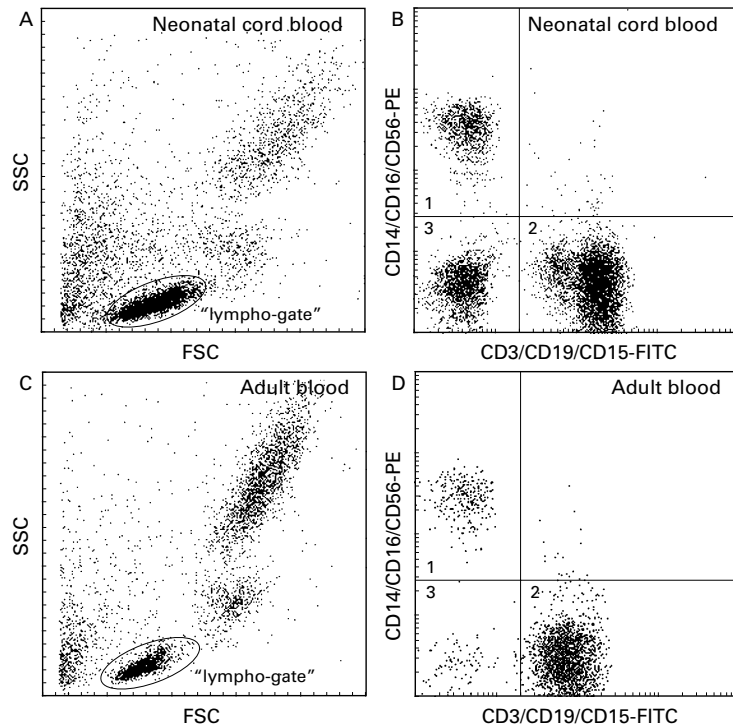 A
Neonatal cord blood
SSC
"lympho-gate"
FSC
B
Neonatal cord blood
CD14/CD16/CD56-PE
1
3
2
CD3/CD19/CD15-FITC
C
Adult blood
SSC
"lympho-gate"
FSC
D
Adult blood
CD14/CD16/CD56-PE
1
3
2
CD3/CD19/CD15-FITC